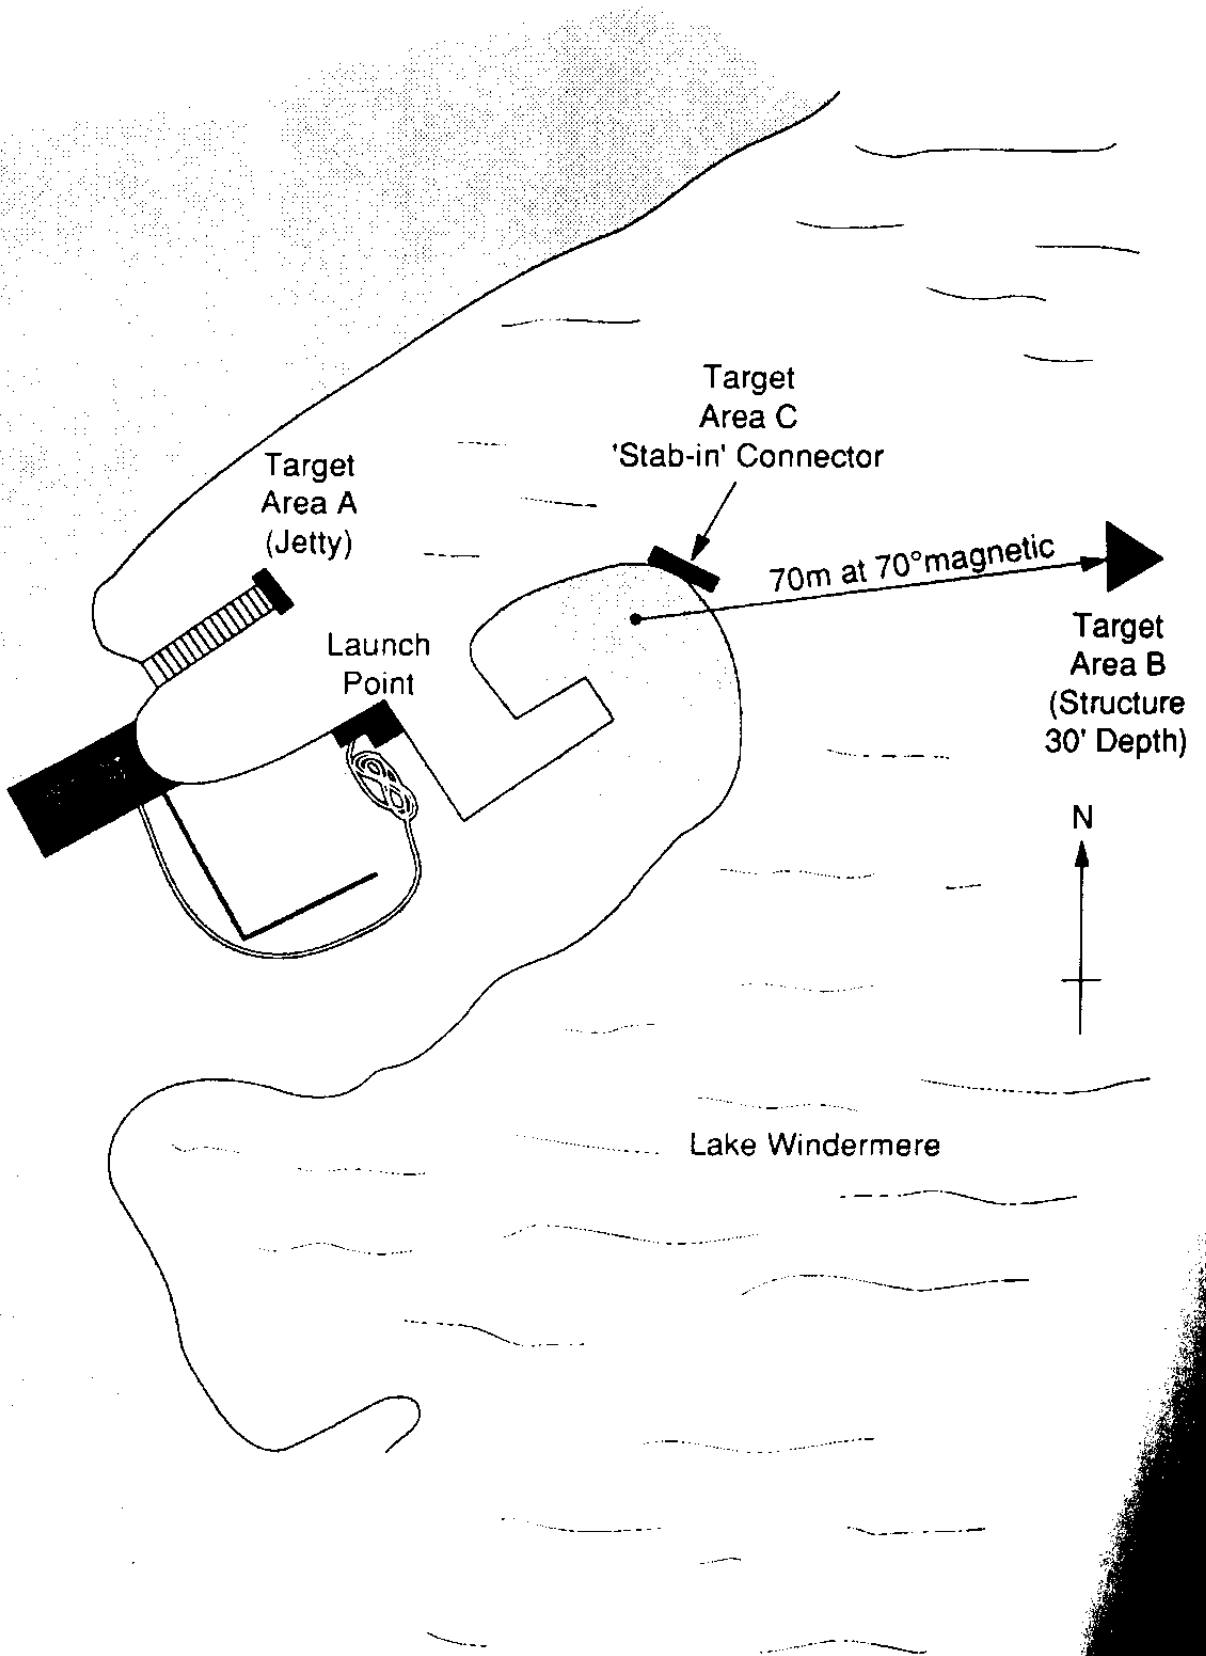 Target
Area C
'Stab-in' Connector
Target
Area A
(Jetty)
70m at 70°magnetic
Launch
Point
Target
Area B
(Structure
30' Depth)
N
Lake Windermere